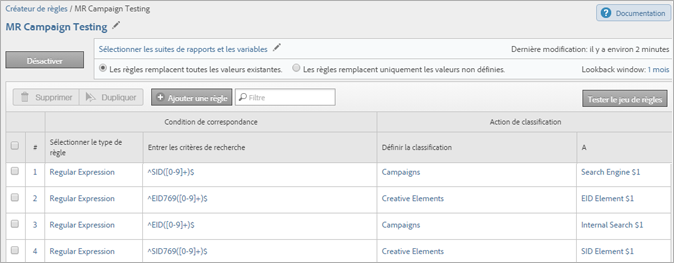 Créateur de règles / MR Campaign Testing
? Documentation
MR Campaign Testing
Désactiver
Sélectionner les suites de rapports et les variables
Dernière modification: il y a environ 2 minutes
Les règles remplacent toutes les valeurs existantes.
Les règles remplacent uniquement les valeurs non définies.
Lookback window: 1 mois
Supprimer
Dupliquer
Ajouter une règle
Filtre
Tester le jeu de règles
Condition de correspondance
Action de classification
# Sélectionner le type de règle Entrer les critères de recherche Définir la classification A
1 Regular Expression ^SID([0-9]+)$ Campaigns Search Engine $1
2 Regular Expression ^EID769([0-9]+)$ Creative Elements EID Element $1
3 Regular Expression ^EID([0-9]+)$ Campaigns Internal Search $1
4 Regular Expression ^SID769([0-9]+)$ Creative Elements SID Element $1